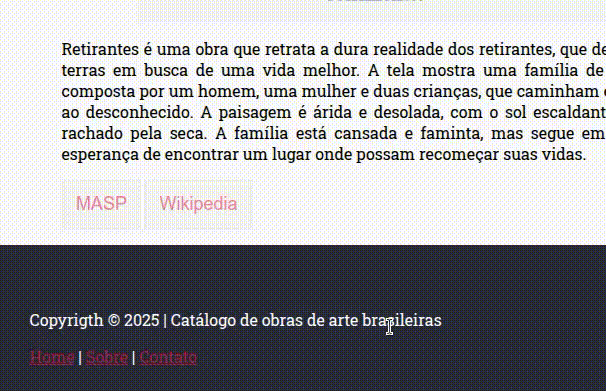 Retirantes é uma obra que retrata a dura realidade dos retirantes, que de
terras em busca de uma vida melhor. A tela mostra uma família de
composta por um homem, uma mulher e duas crianças, que caminham
ao desconhecido. A paisagem é árida e desolada, com o sol escaldant
rachado pela seca. A família está cansada e faminta, mas segue em
esperança de encontrar um lugar onde possam recomeçar suas vidas.
MASP Wikipedia
Copyrigth © 2025 | Catálogo de obras de arte brasileiras
Home | Sobre | Contato